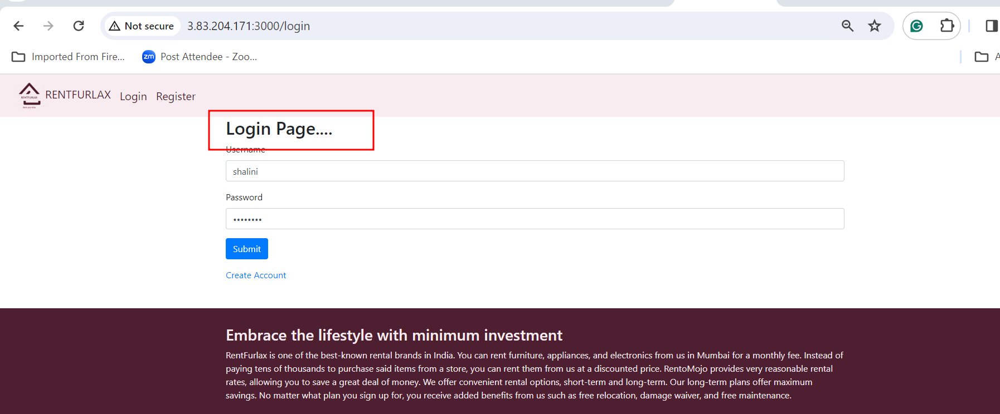 Not secure 3.83.204.171:3000/login
Imported From Fire... zm Post Attendee - Zoo... A
RENTFURLAX RENTFURLAX Login Register
Login Page....
Username
shalini
Password
••••••••
Submit
Create Account
Embrace the lifestyle with minimum investment
RentFurlax is one of the best-known rental brands in India. You can rent furniture, appliances, and electronics from us in Mumbai for a monthly fee. Instead of
paying tens of thousands to purchase said items from a store, you can rent them from us at a discounted price. RentoMojo provides very reasonable rental
rates, allowing you to save a great deal of money. We offer convenient rental options, short-term and long-term. Our long-term plans offer maximum
savings. No matter what plan you sign up for, you receive added benefits from us such as free relocation, damage waiver, and free maintenance.